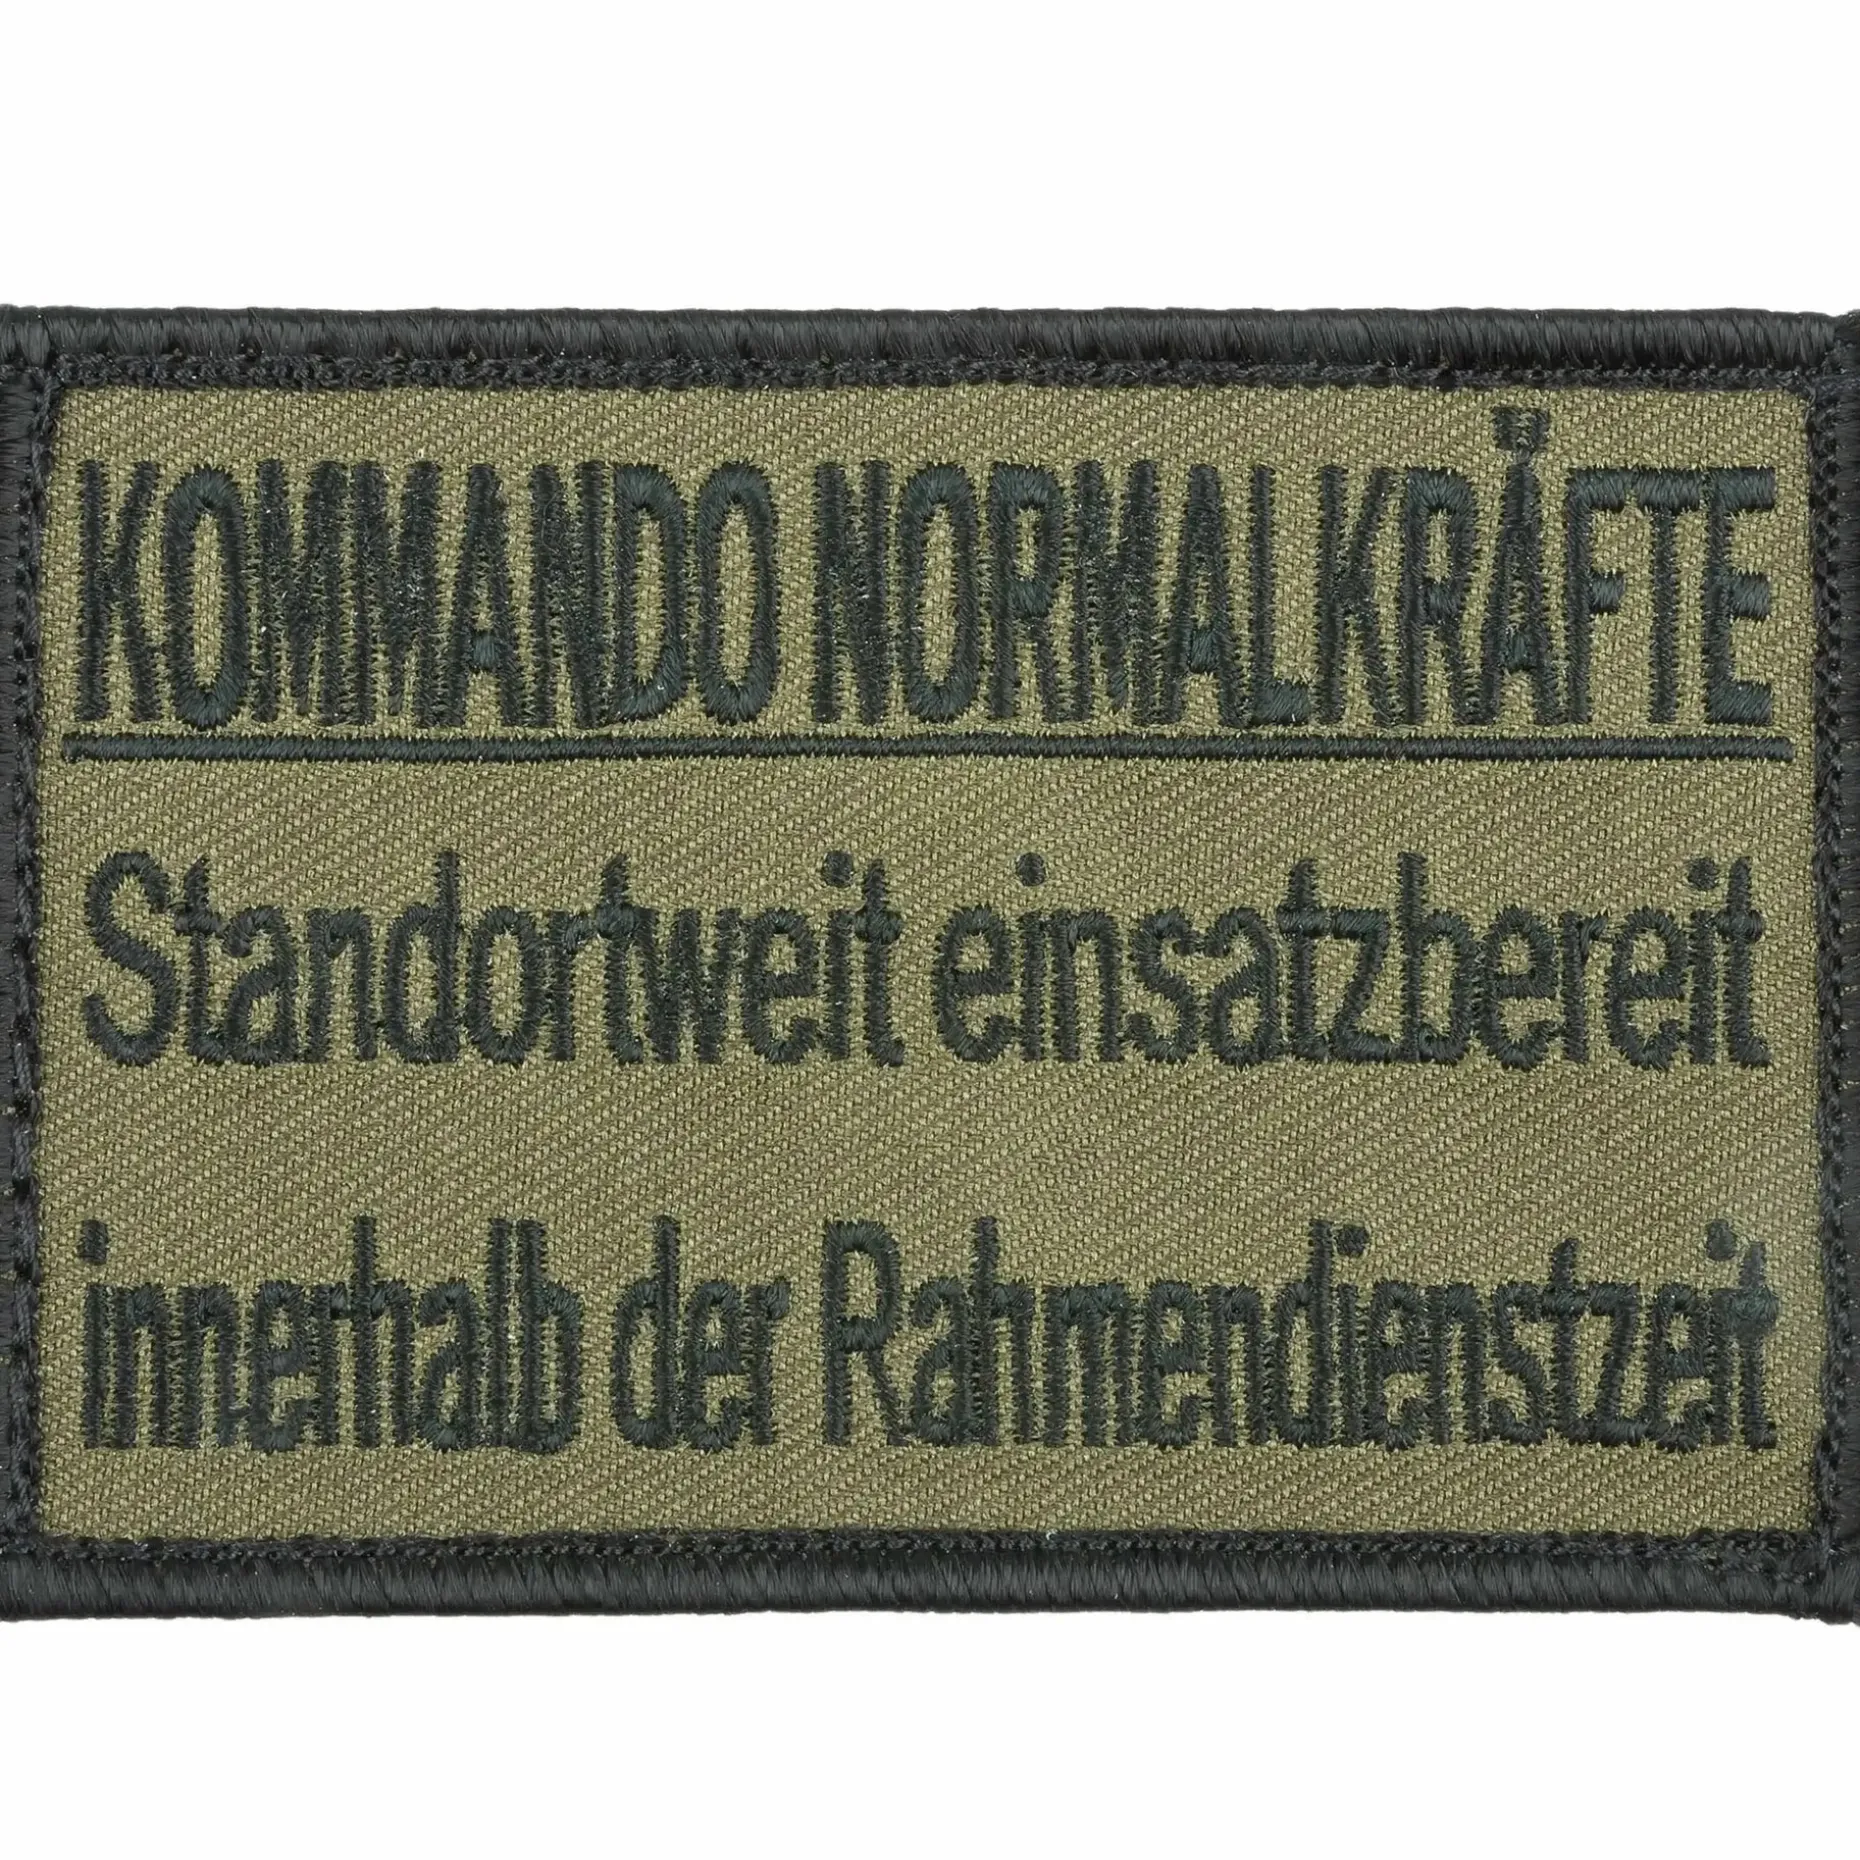 KOMMANDO NORMALKRÄFTE
Standortweit einsatzbereit
innerhalb der Rahmendienstzeit